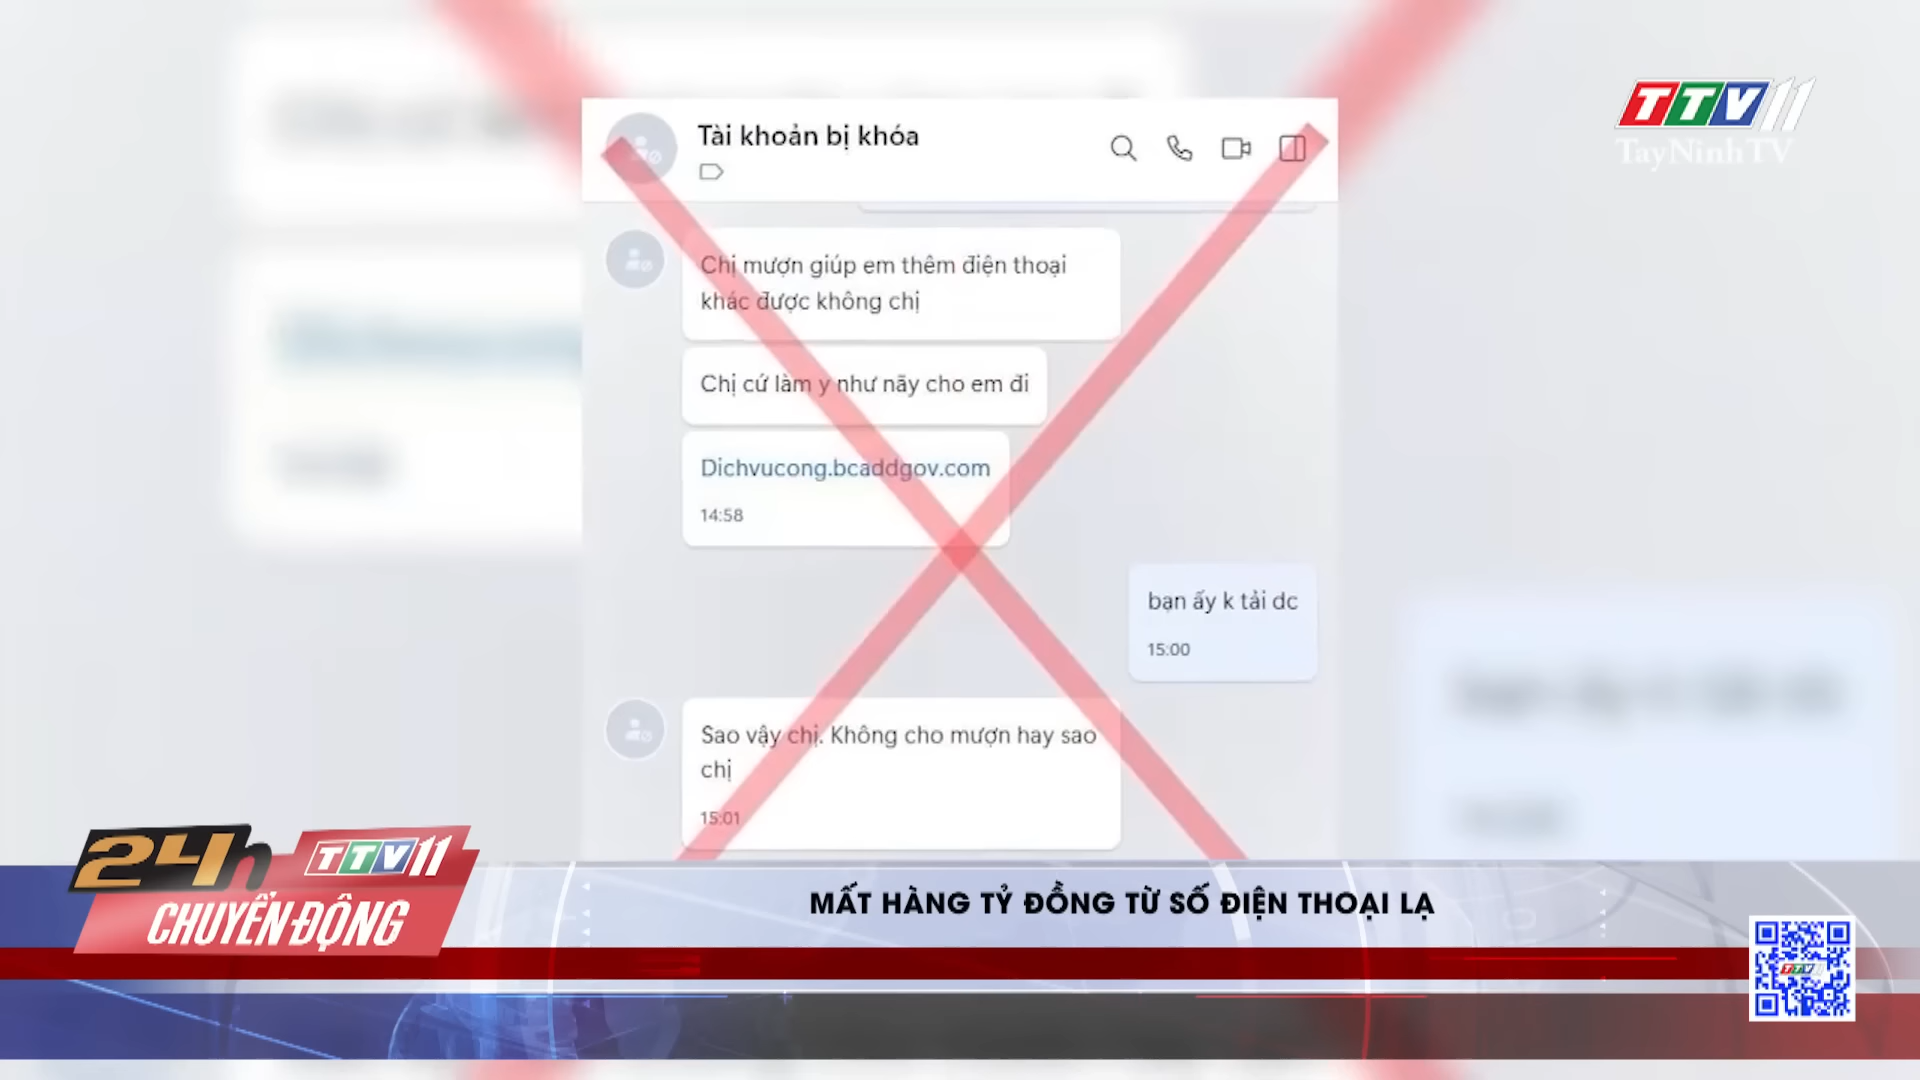 TTV11
TayNinhTV
Tài khoản bị khóa
Chị mượn giúp em thêm điện thoại
khác được không chị
Chị cứ làm y như nãy cho em đi
Dichvucong.bcaddgov.com
14:58
bạn ấy k tải dc
15:00
Sao vậy chị. Không cho mượn hay sao
chị
15:01
24h
TTV11
CHUYỂN ĐỘNG
MẤT HÀNG TỶ ĐỒNG TỪ SỐ ĐIỆN THOẠI LẠ
TTV11